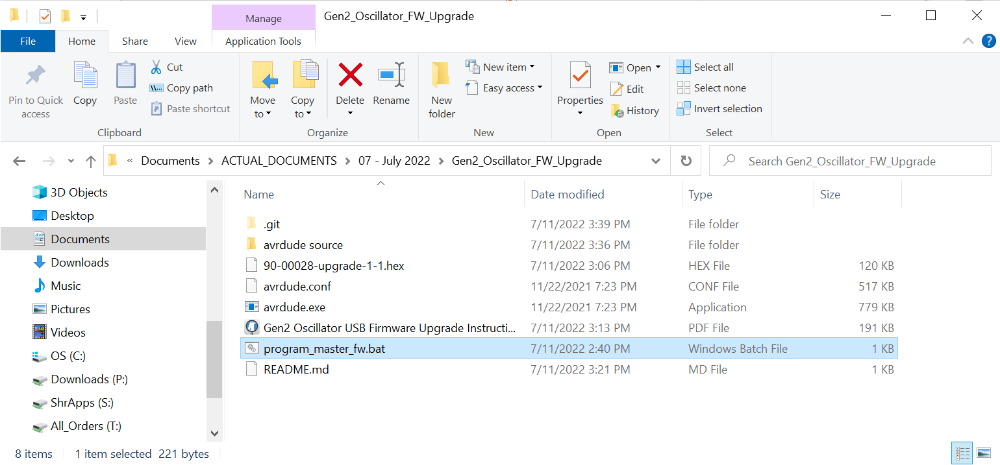 Manage
Gen2_Oscillator_FW_Upgrade
File
Home
Share
View
Application Tools
?
Pin to Quick
access
Copy
Paste
Cut
Copy path
Paste shortcut
Clipboard
Move
to
Copy
to
Delete
Rename
Organize
New
folder
New item
Easy access
New
Properties
Open
Edit
History
Open
Select all
Select none
Invert selection
Select
« Documents > ACTUAL_DOCUMENTS > 07 - July 2022 > Gen2_Oscillator_FW_Upgrade
Search Gen2_Oscillator_FW_Upgrade
3D Objects
Desktop
Documents
Downloads
Music
Pictures
Videos
OS (C:)
Downloads (P:)
ShrApps (S:)
All_Orders (T:)
Name Date modified Type Size
.git 7/11/2022 3:39 PM File folder
avrdude source 7/11/2022 3:36 PM File folder
90-00028-upgrade-1-1.hex 7/11/2022 3:06 PM HEX File 120 KB
avrdude.conf 11/22/2021 7:23 PM CONF File 517 KB
avrdude.exe 11/22/2021 7:23 PM Application 779 KB
Gen2 Oscillator USB Firmware Upgrade Instructi... 7/11/2022 3:13 PM PDF File 191 KB
program_master_fw.bat 7/11/2022 2:40 PM Windows Batch File 1 KB
README.md 7/11/2022 3:21 PM MD File 1 KB
8 items 1 item selected 221 bytes